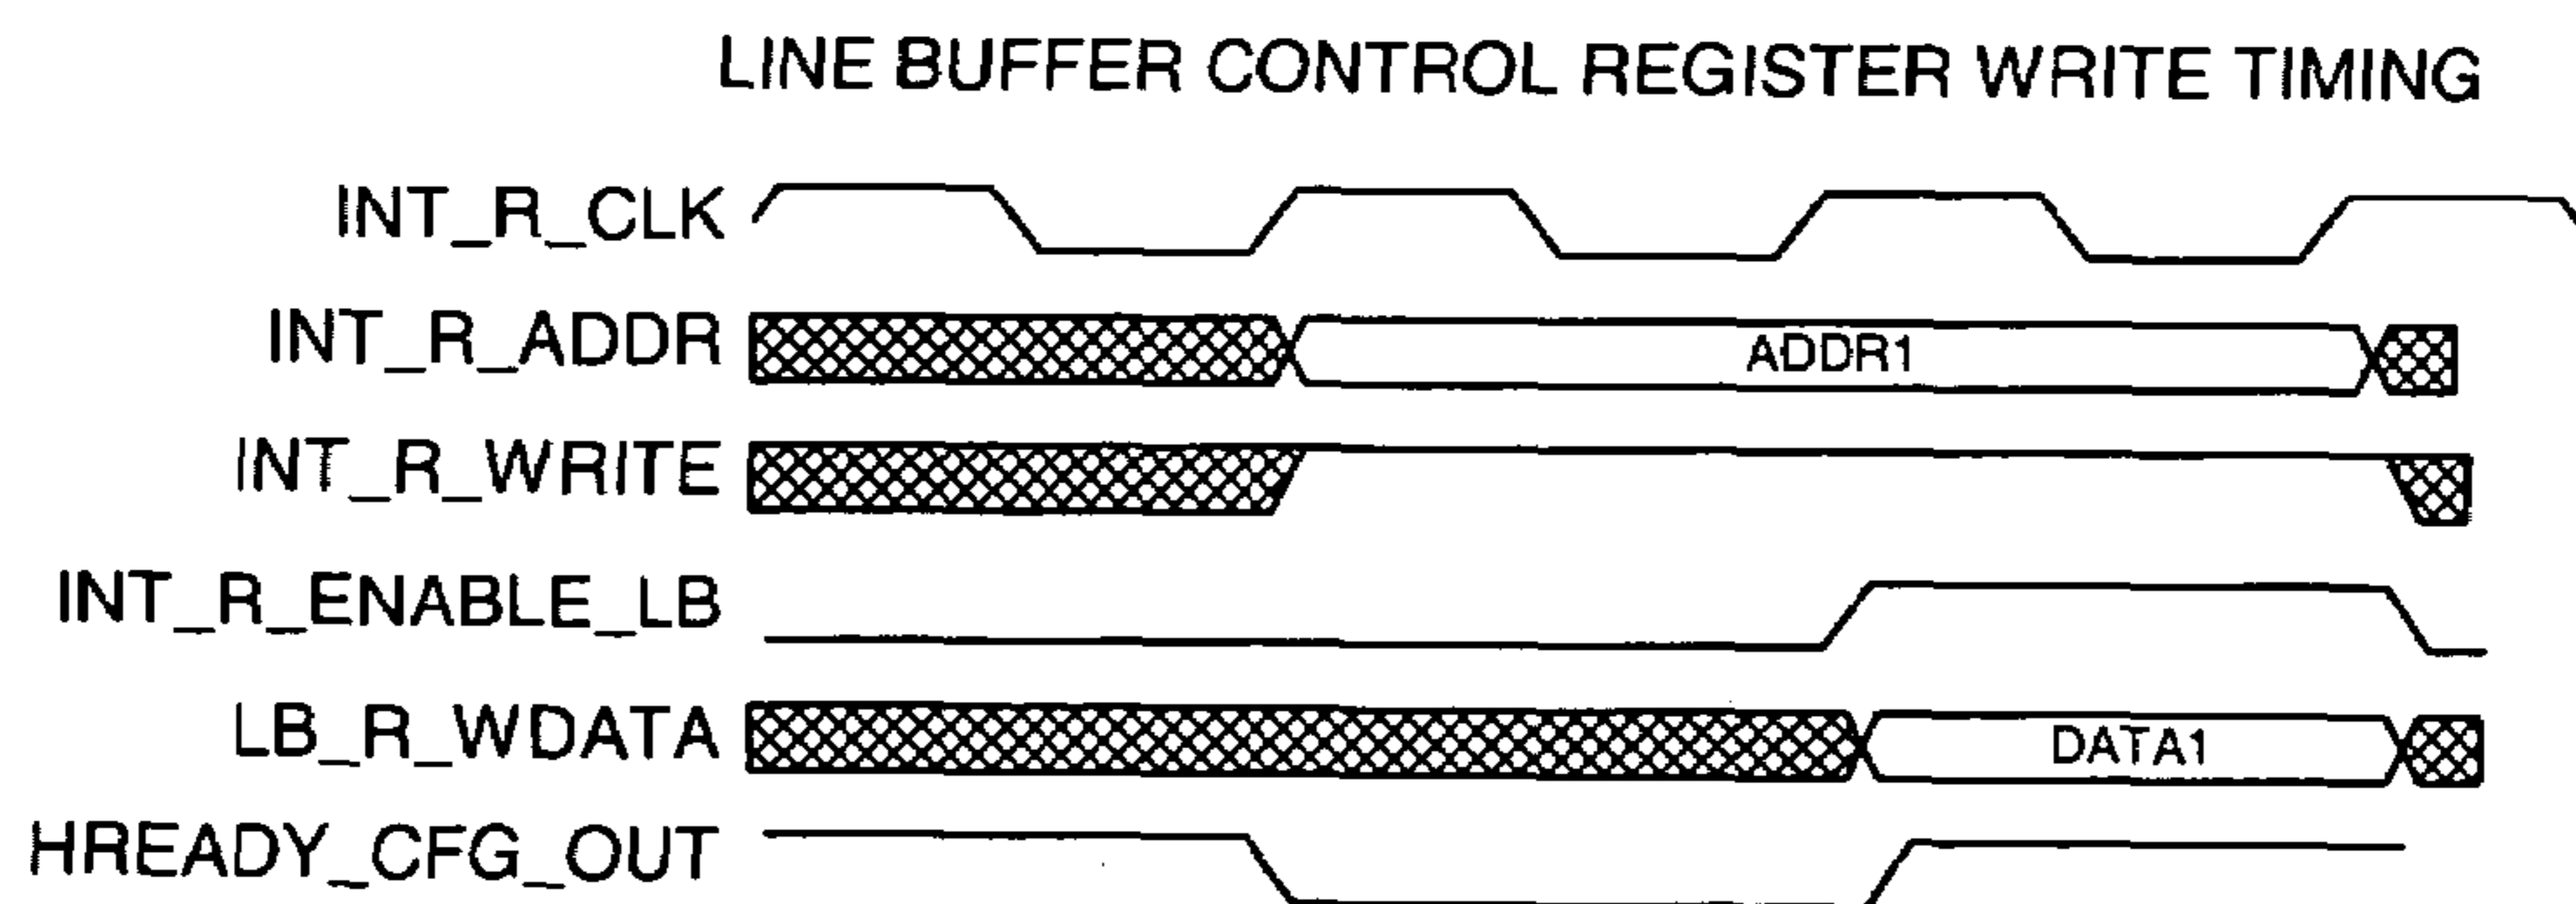 LINE BUFFER CONTROL REGISTER WRITE TIMING
INT_R_CLK
INT_R_ADDR
ADDR1
INT_R_WRITE
INT_R_ENABLE_LB
LB_R_WDATA
DATA1
HREADY_CFG_OUT